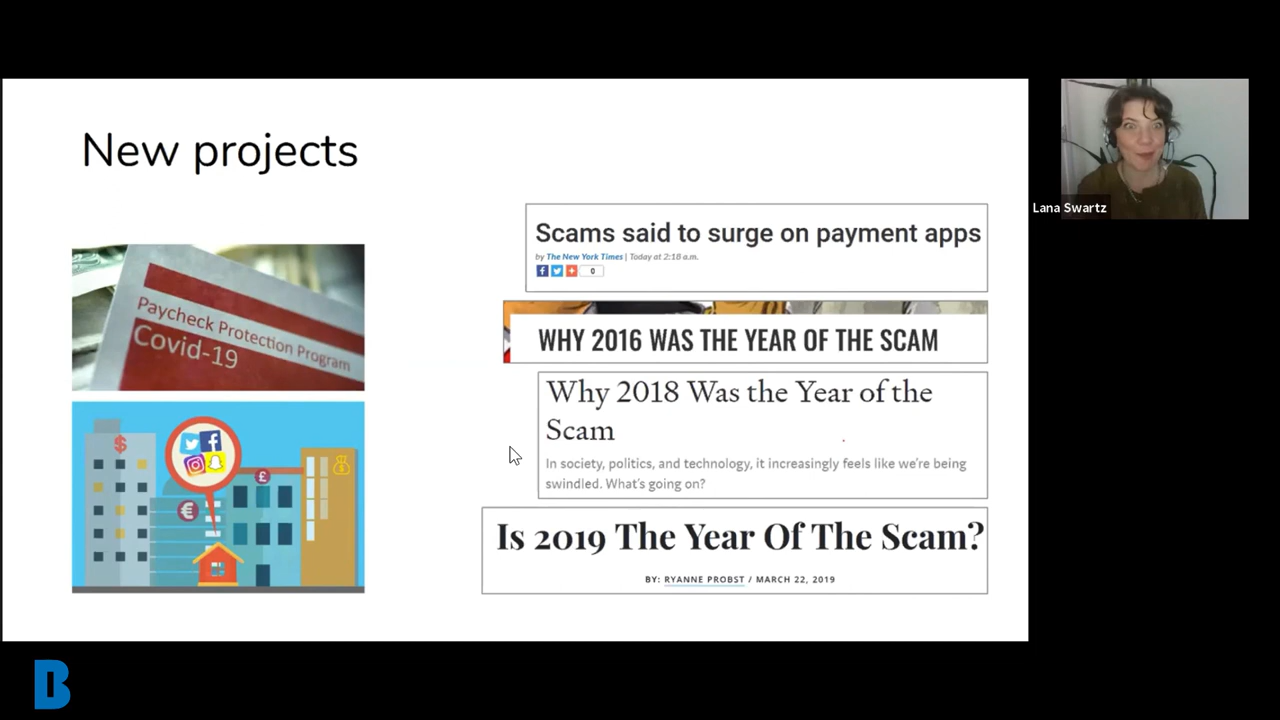 New projects
Paycheck Protection Program
Covid-19
$
£
€
Scams said to surge on payment apps
by The New York Times | Today at 2:18 a.m.
0
WHY 2016 WAS THE YEAR OF THE SCAM
Why 2018 Was the Year of the
Scam
In society, politics, and technology, it increasingly feels like we're being
swindled. What's going on?
Is 2019 The Year Of The Scam?
BY: RYANNE PROBST / MARCH 22, 2019
Lana Swartz
B